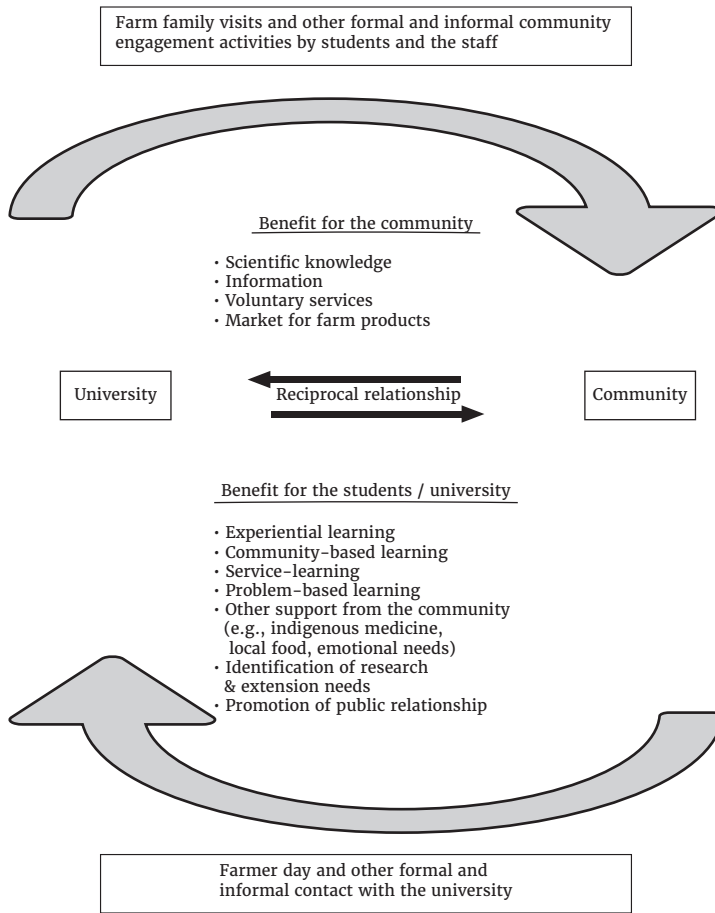 Farm family visits and other formal and informal community
engagement activities by students and the staff
Benefit for the community
· Scientific knowledge
· Information
· Voluntary services
· Market for farm products
University
Reciprocal relationship
Community
Benefit for the students / university
· Experiential learning
· Community-based learning
· Service-learning
· Problem-based learning
· Other support from the community
(e.g., indigenous medicine,
local food, emotional needs)
· Identification of research
& extension needs
· Promotion of public relationship
Farmer day and other formal and
informal contact with the university